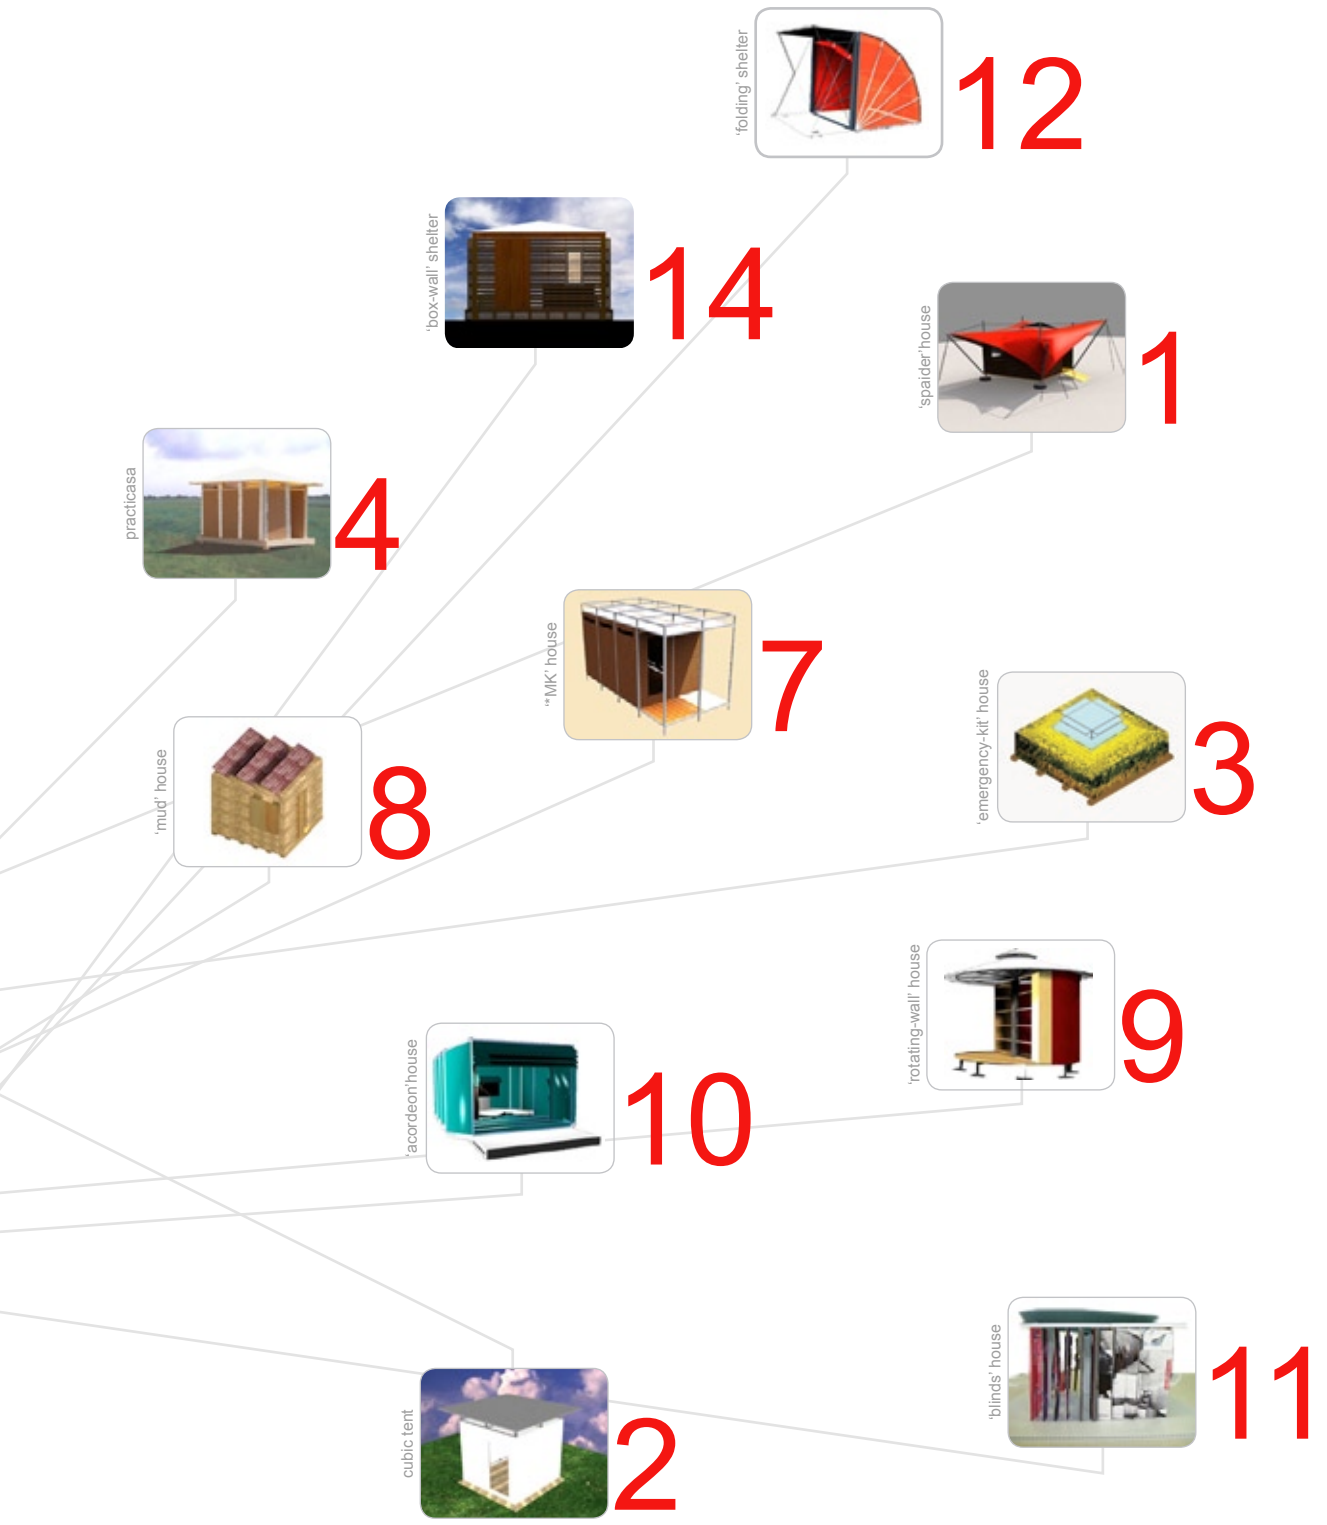 ‘folding’ shelter
12
‘box-wall’ shelter
14
‘spaider’house
1
practicasa
4
‘*MK’ house
7
‘emergency-kit’ house
3
‘mud’ house
8
‘rotating-wall’ house
9
‘acordeon’house
10
‘blinds’ house
11
cubic tent
2